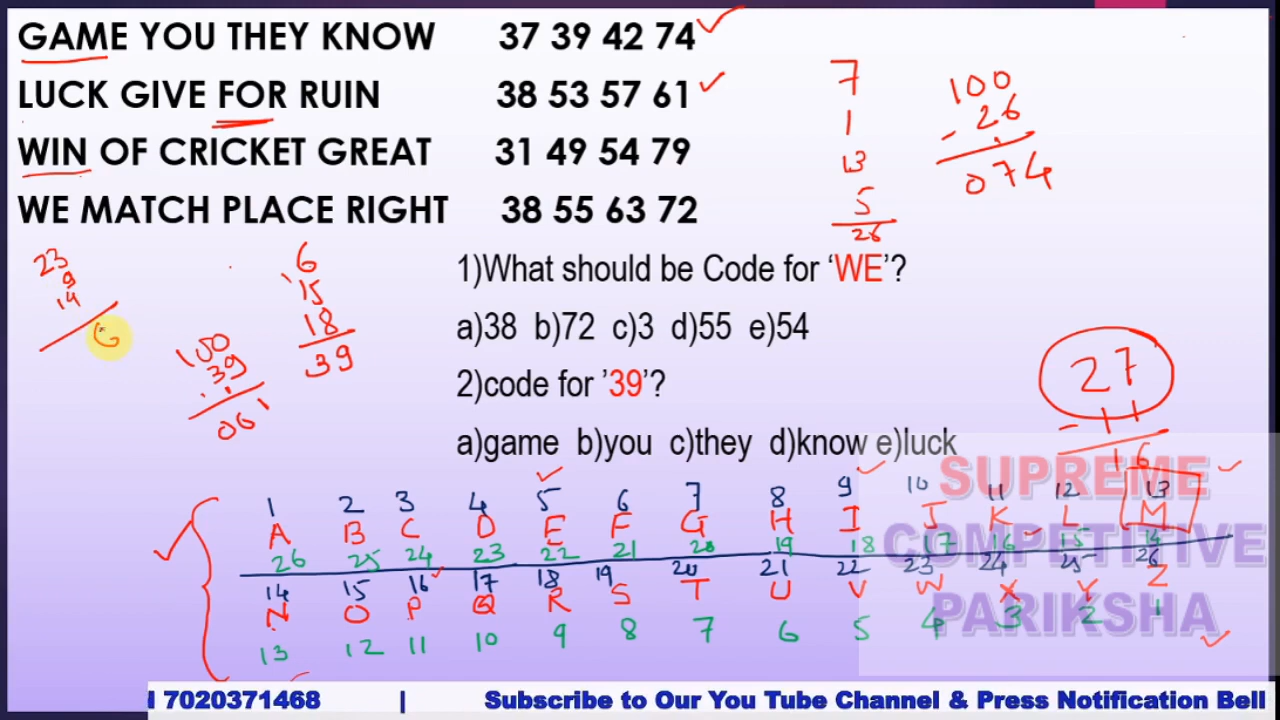 GAME YOU THEY KNOW 37 39 42 74
LUCK GIVE FOR RUIN 38 53 57 61
WIN OF CRICKET GREAT 31 49 54 79
WE MATCH PLACE RIGHT 38 55 63 72
7
1
13
5
26
100
- 26
074
23
9
14
6
100
39
061
6
15
18
39
1)What should be Code for ‘WE’?
a)38 b)72 c)3 d)55 e)54
2)code for ’39’?
a)game b)you c)they d)know e)luck
27
- 11
16
SUPREME
COMPETITIVE
PARIKSHA
1 2 3 4 5 6 7 8 9 10 11 12 13
A B C D E F G H I J K L M
26 25 24 23 22 21 20 19 18 17 16 15 14
14 15 16 17 18 19 20 21 22 23 24 25 26
N O P Q R S T U V W X Y Z
13 12 11 10 9 8 7 6 5 4 3 2 1
7020371468 | Subscribe to Our You Tube Channel & Press Notification Bell